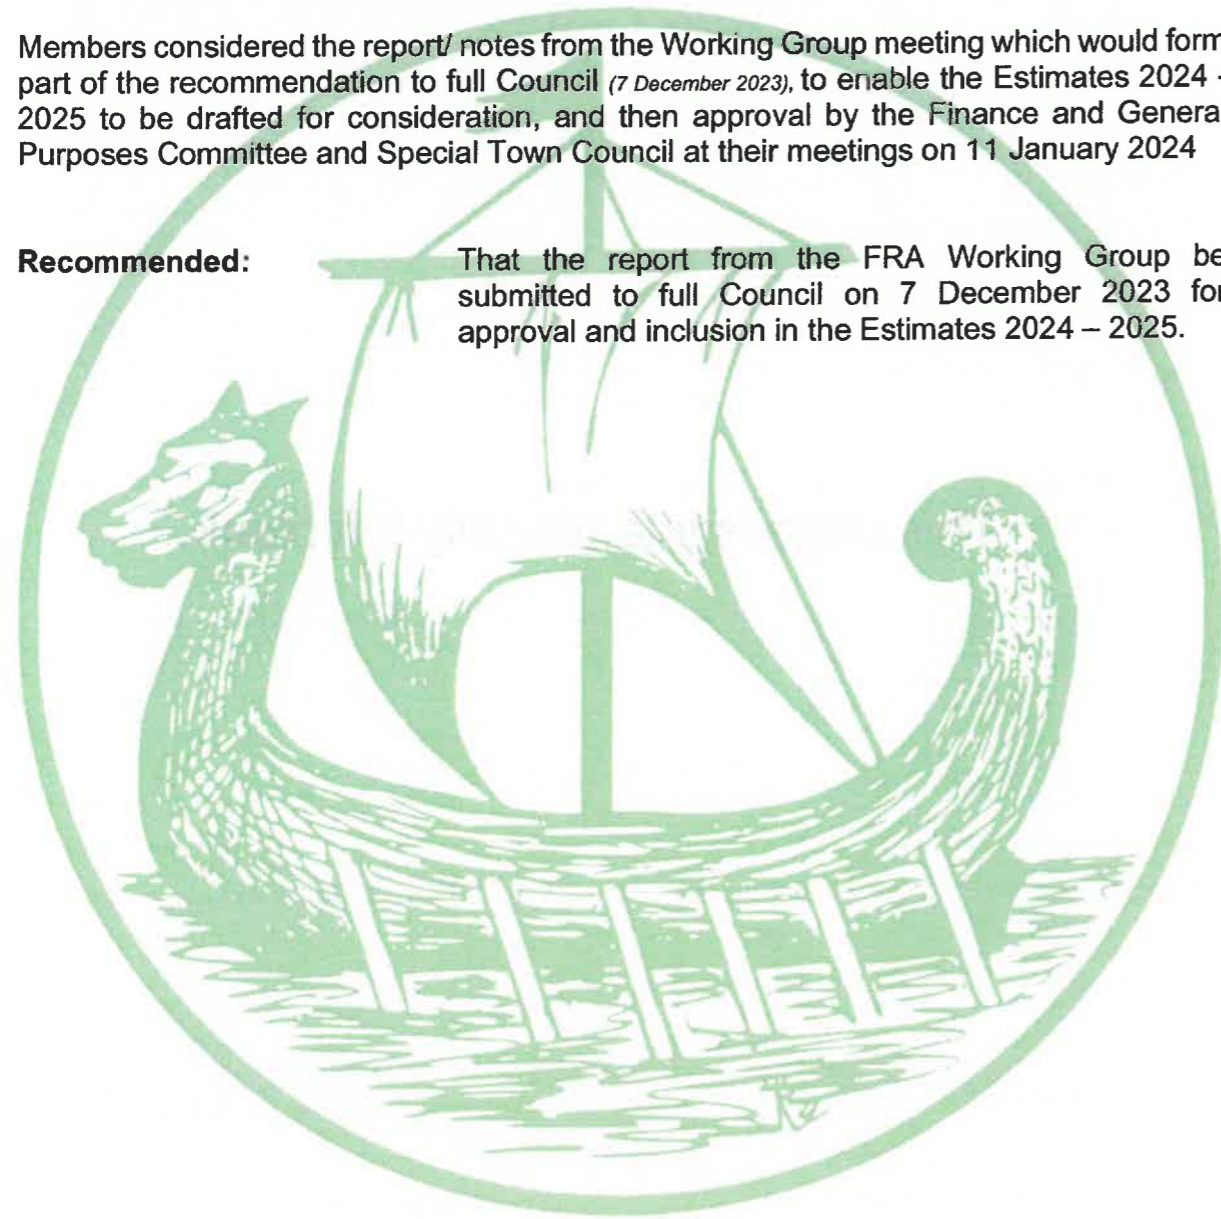 Members considered the report/ notes from the Working Group meeting which would form
part of the recommendation to full Council (7 December 2023), to enable the Estimates 2024 -
2025 to be drafted for consideration, and then approval by the Finance and General
Purposes Committee and Special Town Council at their meetings on 11 January 2024
Recommended: That the report from the FRA Working Group be
submitted to full Council on 7 December 2023 for
approval and inclusion in the Estimates 2024 – 2025.